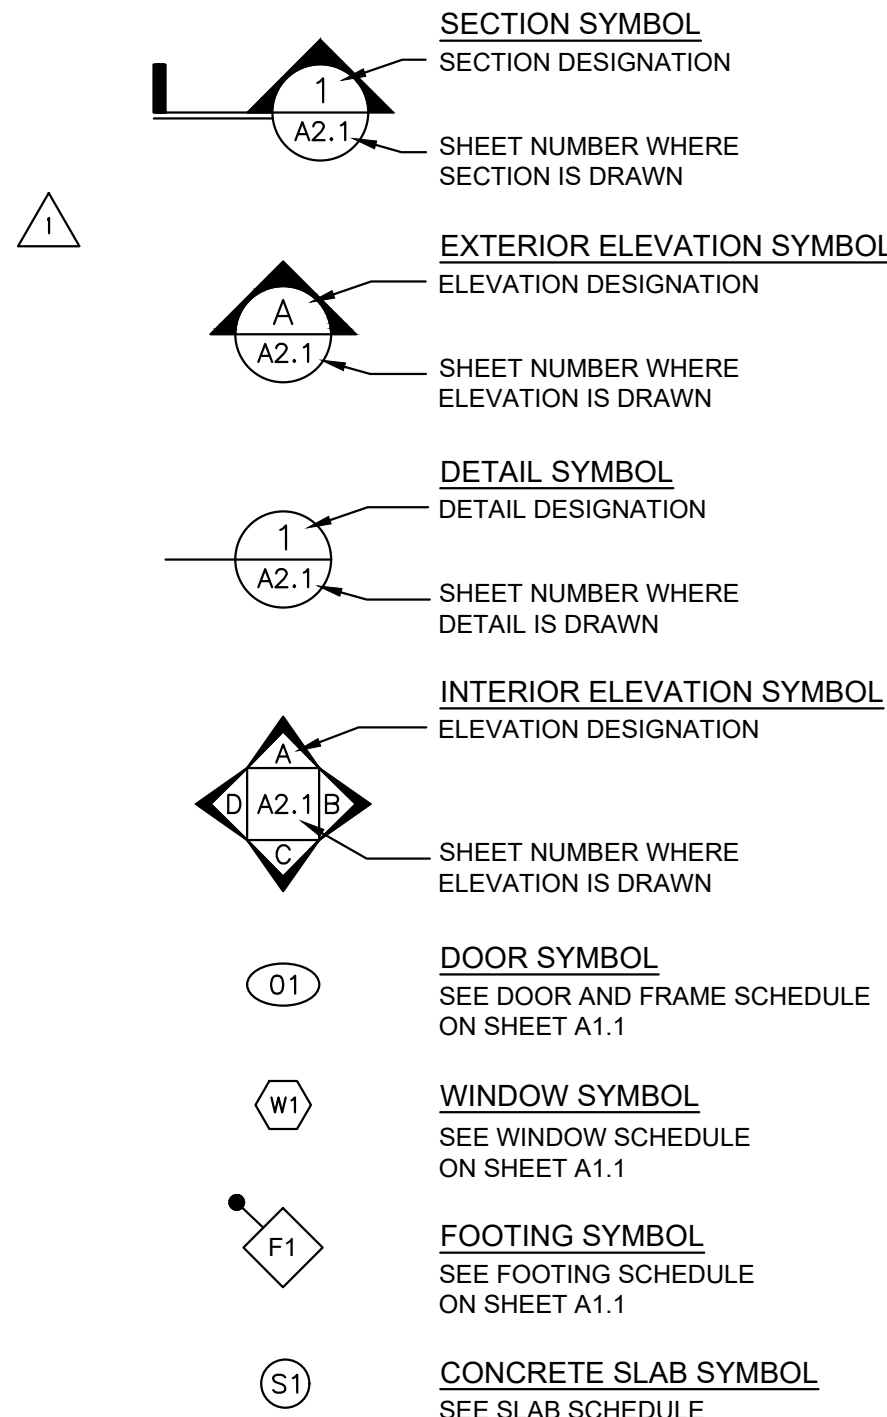 SECTION SYMBOL
SECTION DESIGNATION
1
A2.1
SHEET NUMBER WHERE
SECTION IS DRAWN
1
EXTERIOR ELEVATION SYMBOL
ELEVATION DESIGNATION
A
A2.1
SHEET NUMBER WHERE
ELEVATION IS DRAWN
DETAIL SYMBOL
DETAIL DESIGNATION
1
A2.1
SHEET NUMBER WHERE
DETAIL IS DRAWN
INTERIOR ELEVATION SYMBOL
ELEVATION DESIGNATION
A
D A2.1 B
C
SHEET NUMBER WHERE
ELEVATION IS DRAWN
DOOR SYMBOL
01
SEE DOOR AND FRAME SCHEDULE
ON SHEET A1.1
WINDOW SYMBOL
W1
SEE WINDOW SCHEDULE
ON SHEET A1.1
FOOTING SYMBOL
F1
SEE FOOTING SCHEDULE
ON SHEET A1.1
CONCRETE SLAB SYMBOL
S1
SEE SLAB SCHEDULE